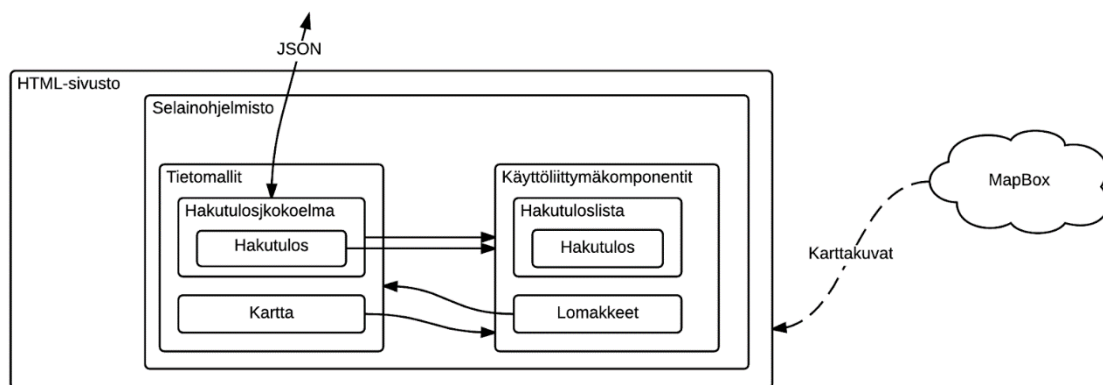 JSON
HTML-sivusto
Selainohjelmisto
Tietomallit
Hakutulosjkokoelma
Hakutulos
Kartta
Käyttöliittymäkomponentit
Hakutuloslista
Hakutulos
Lomakkeet
MapBox
Karttakuvat